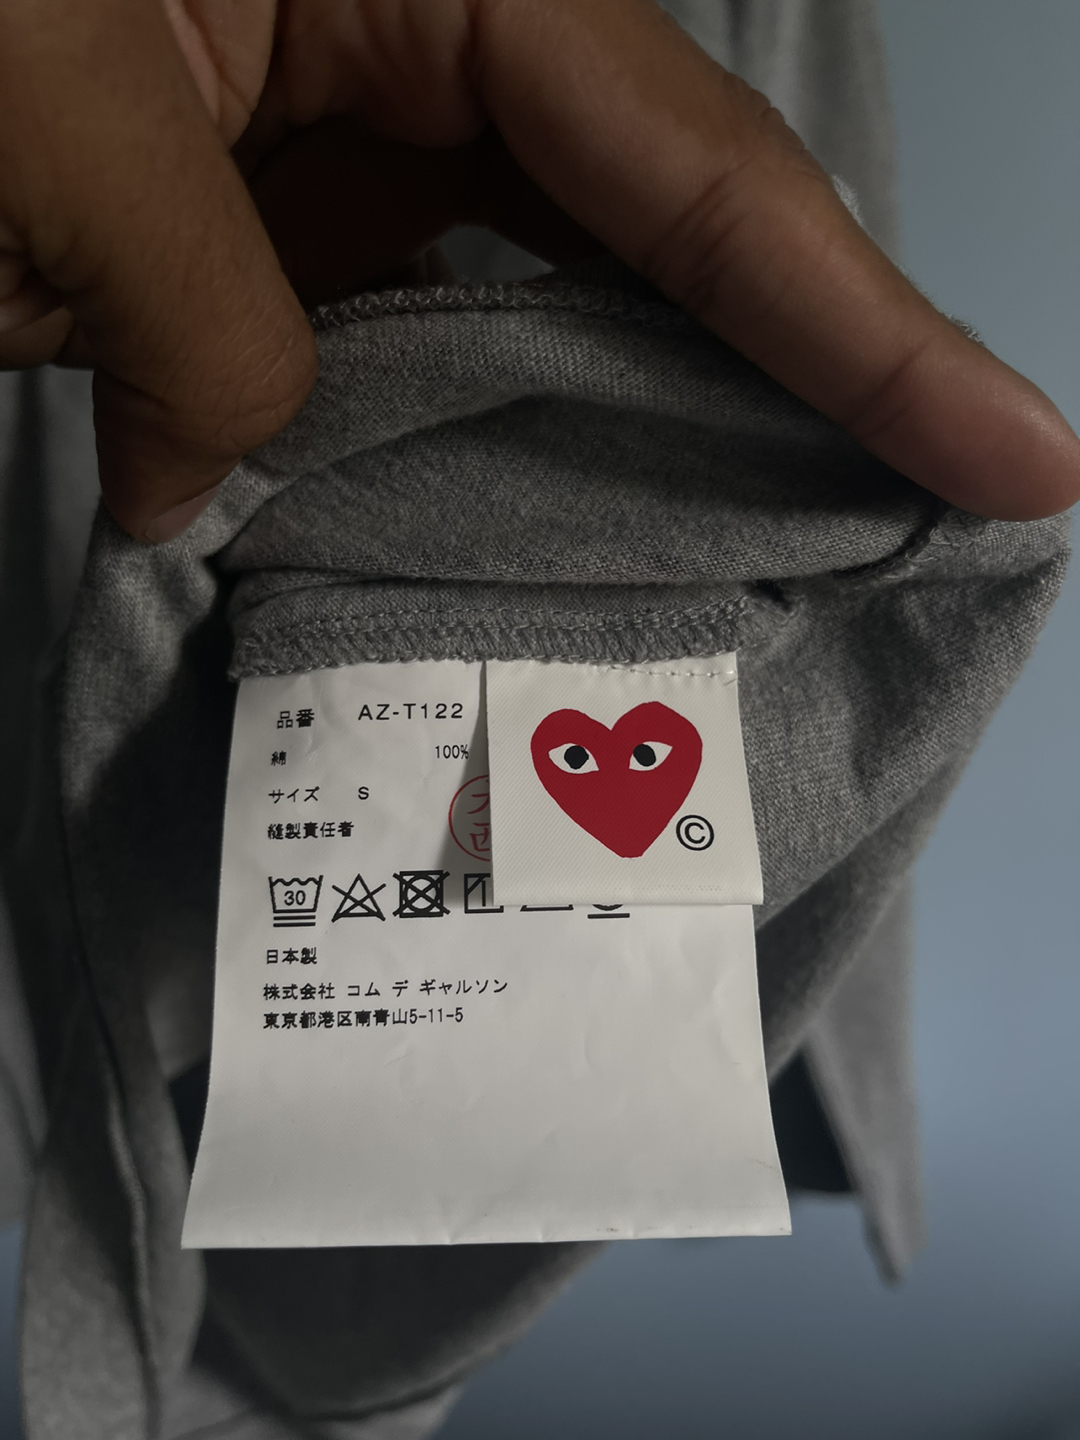 品番 AZ-T122
綿 100%
サイズ S
縫製責任者
30
©
日本製
株式会社 コム デ ギャルソン
東京都港区南青山5-11-5